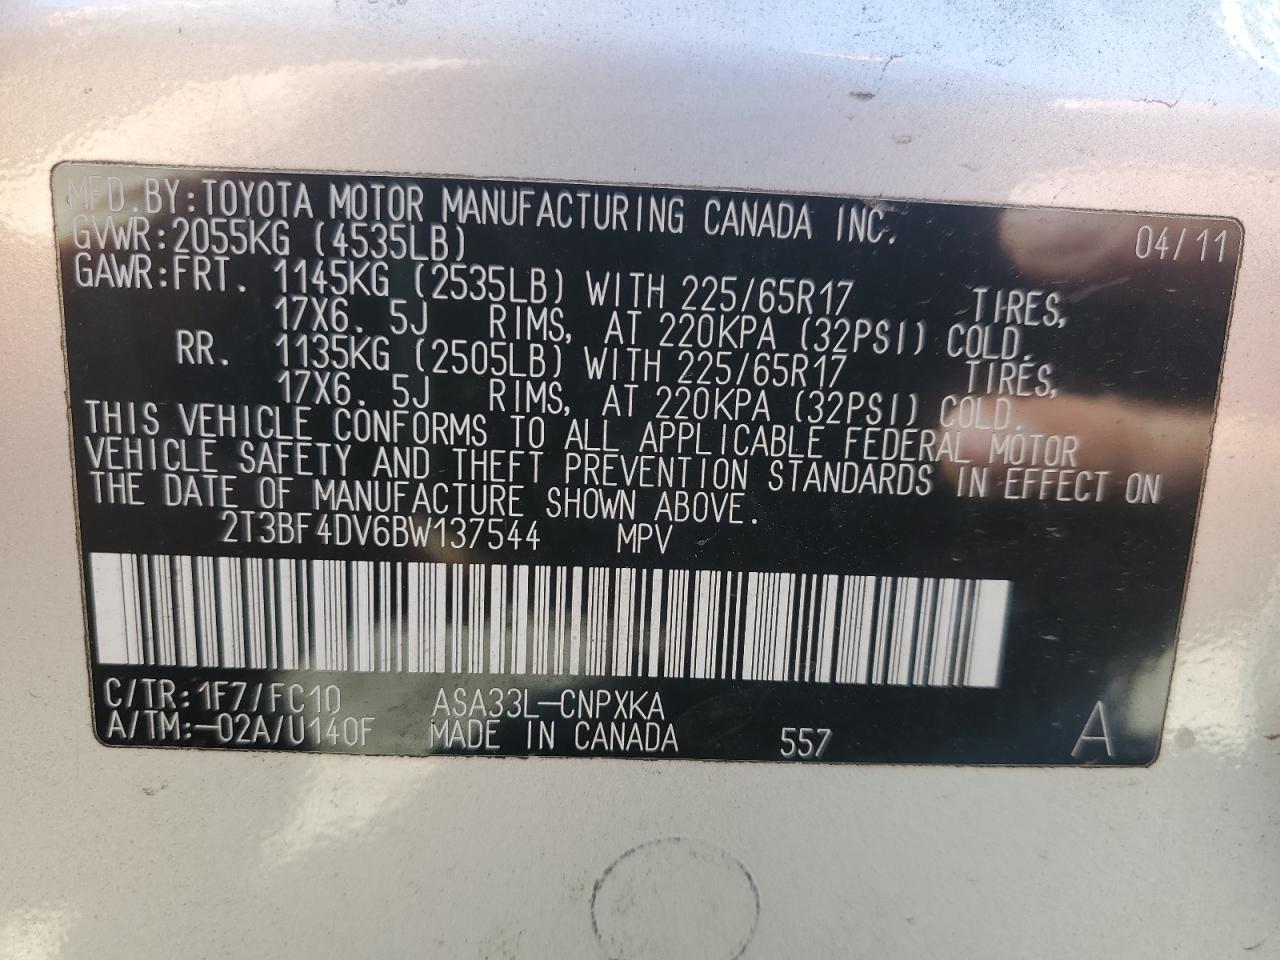 MFD.BY:TOYOTA MOTOR MANUFACTURING CANADA INC.
GVWR:2055KG (4535LB) 04/11
GAWR:FRT. 1145KG (2535LB) WITH 225/65R17 TIRES,
17X6. 5J RIMS, AT 220KPA (32PSI) COLD.
RR. 1135KG (2505LB) WITH 225/65R17 TIRES,
17X6. 5J RIMS, AT 220KPA (32PSI) COLD.
THIS VEHICLE CONFORMS TO ALL APPLICABLE FEDERAL MOTOR
VEHICLE SAFETY AND THEFT PREVENTION STANDARDS IN EFFECT ON
THE DATE OF MANUFACTURE SHOWN ABOVE.
2T3BF4DV6BW137544 MPV
C/TR:1F7/FC10 ASA33L-CNPXKA
A/TM:-02A/U140F MADE IN CANADA 557 A